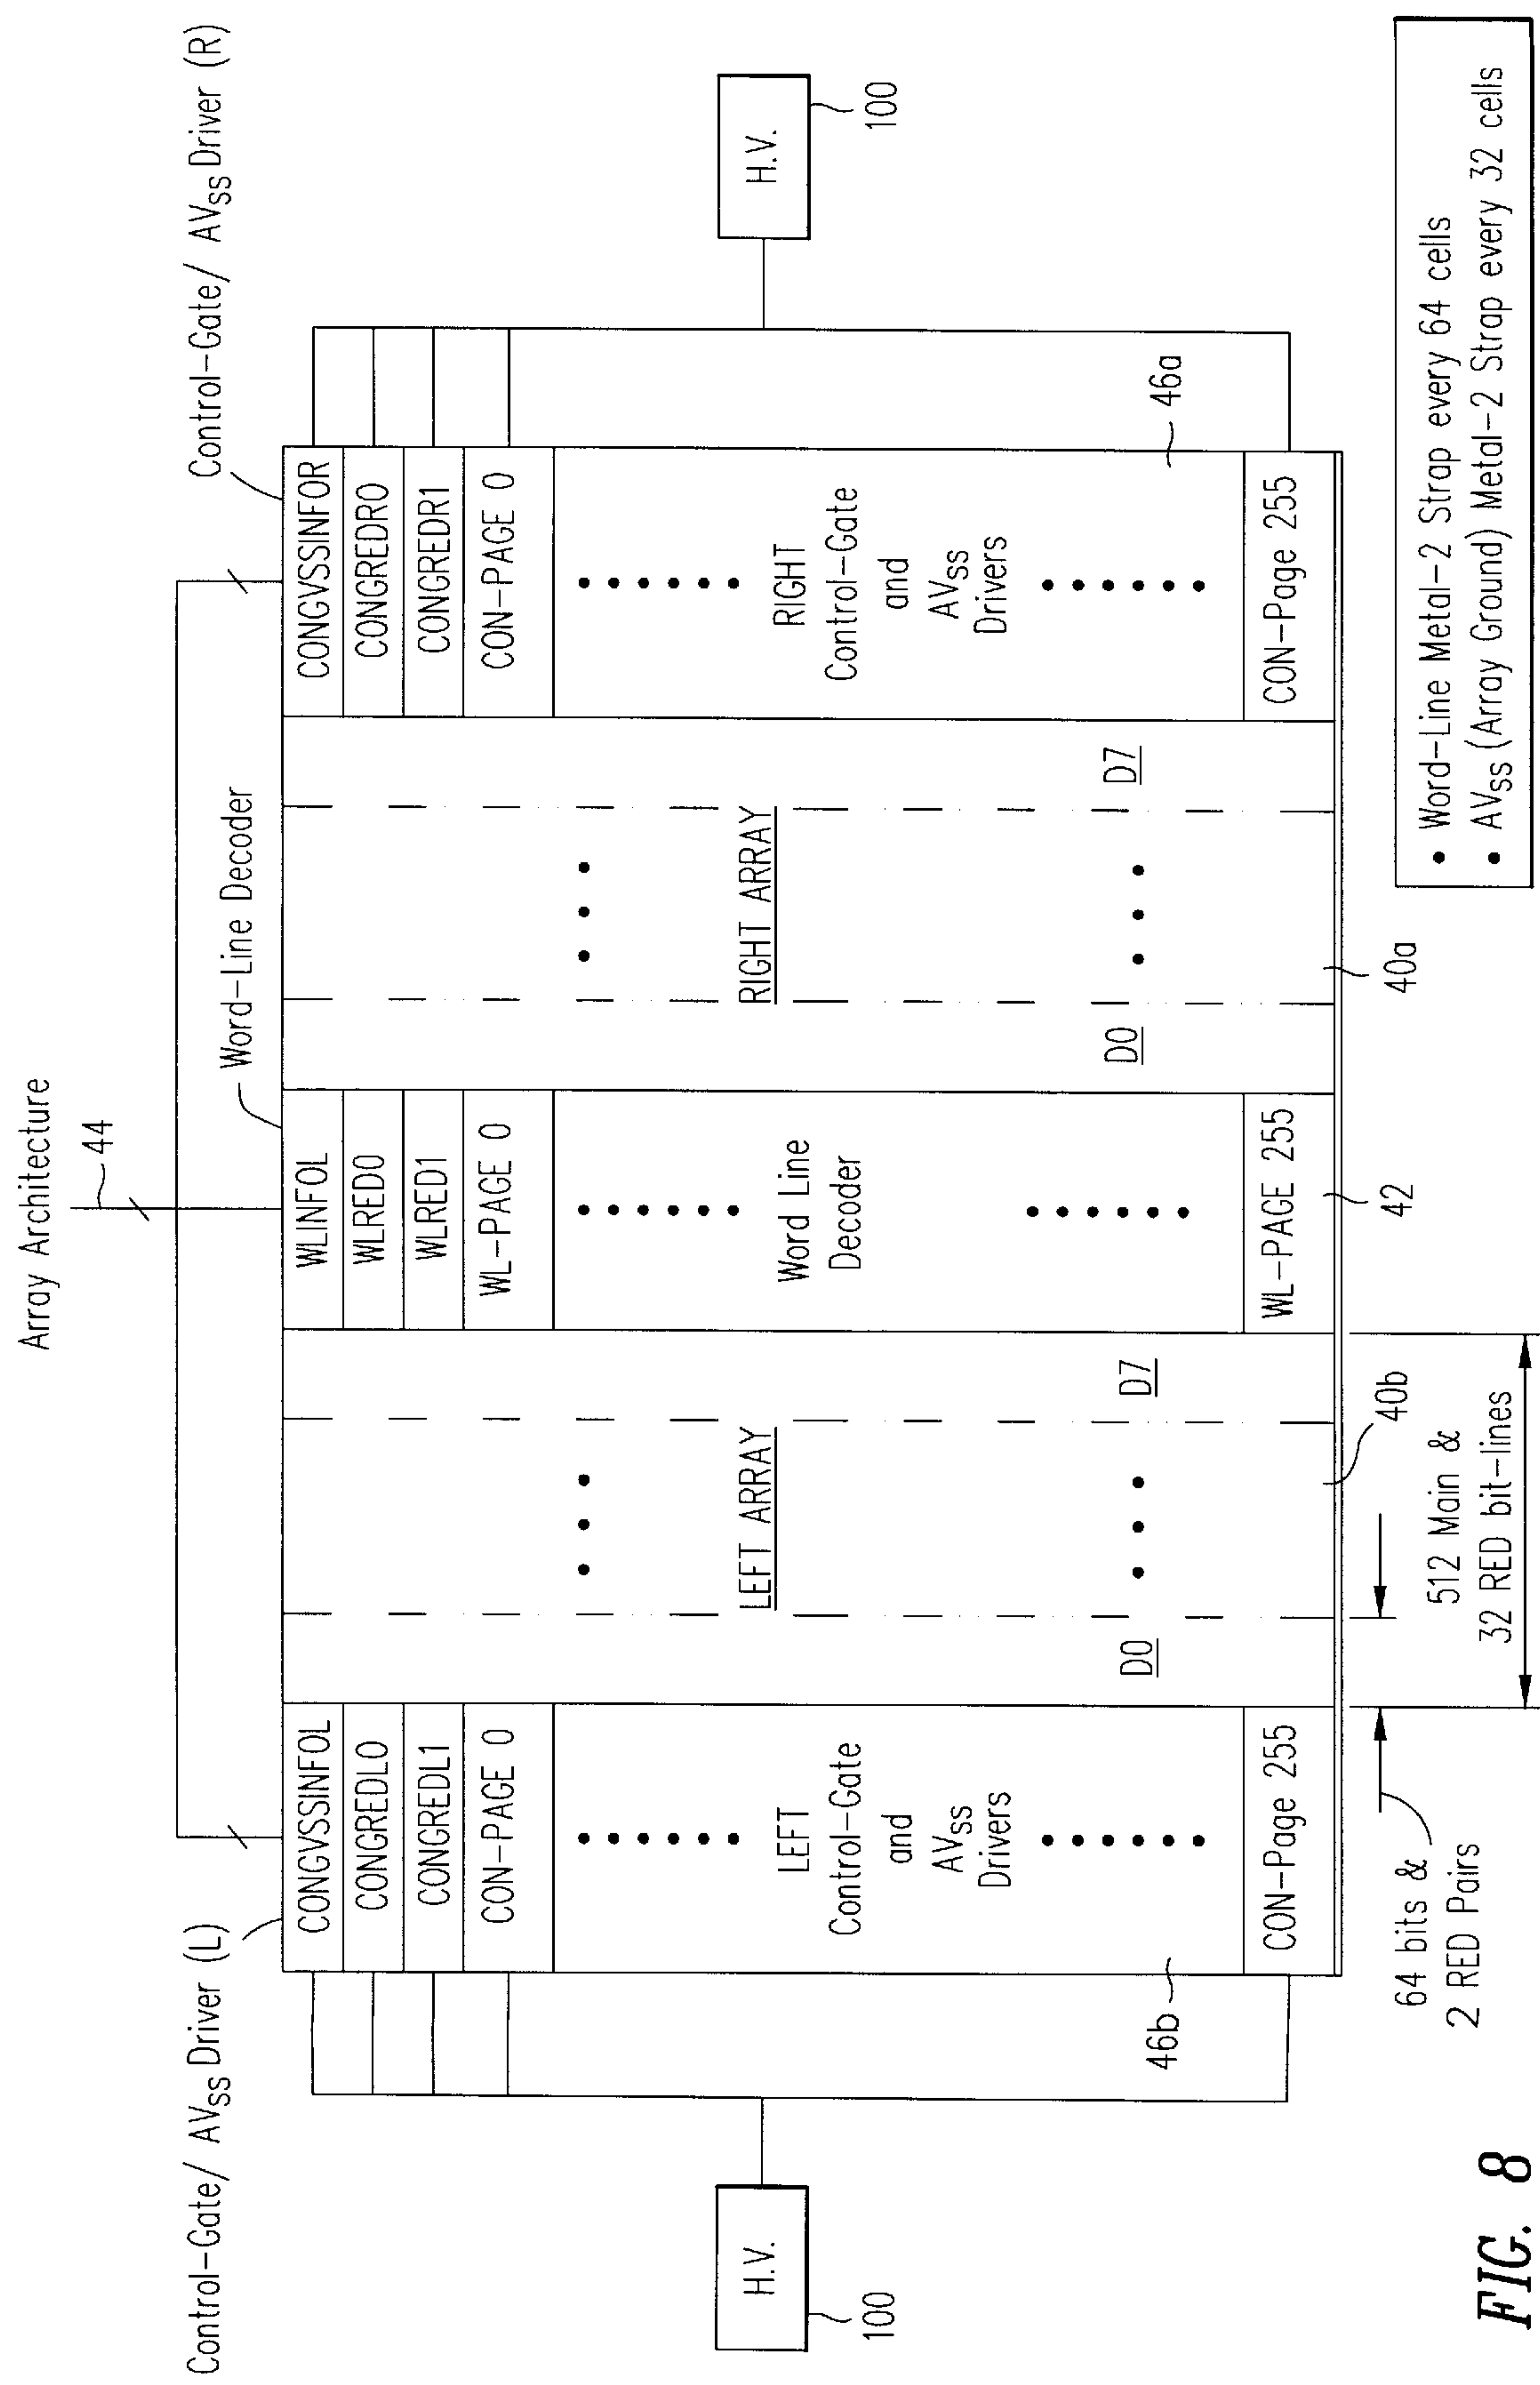 Array Architecture
44
Control-Gate/ AVSS Driver (L)
Word-Line Decoder
Control-Gate/ AVSS Driver (R)
CONGVSSINFOL
CONGREDL0
CONGREDL1
CON-PAGE 0
LEFT
Control-Gate
and
AVSS
Drivers
CON-Page 255
46b
H.V.
100
LEFT ARRAY
D0
D7
40b
WLINFOL
WLRED0
WLRED1
WL-PAGE 0
Word Line
Decoder
WL-PAGE 255
42
RIGHT ARRAY
D0
D7
40a
CONGVSSINFOR
CONGREDR0
CONGREDR1
CON-PAGE 0
RIGHT
Control-Gate
and
AVSS
Drivers
CON-Page 255
46a
H.V.
100
64 bits &
2 RED Pairs
512 Main &
32 RED bit-lines
• Word-Line Metal-2 Strap every 64 cells
• AVSS (Array Ground) Metal-2 Strap every 32 cells
FIG. 8